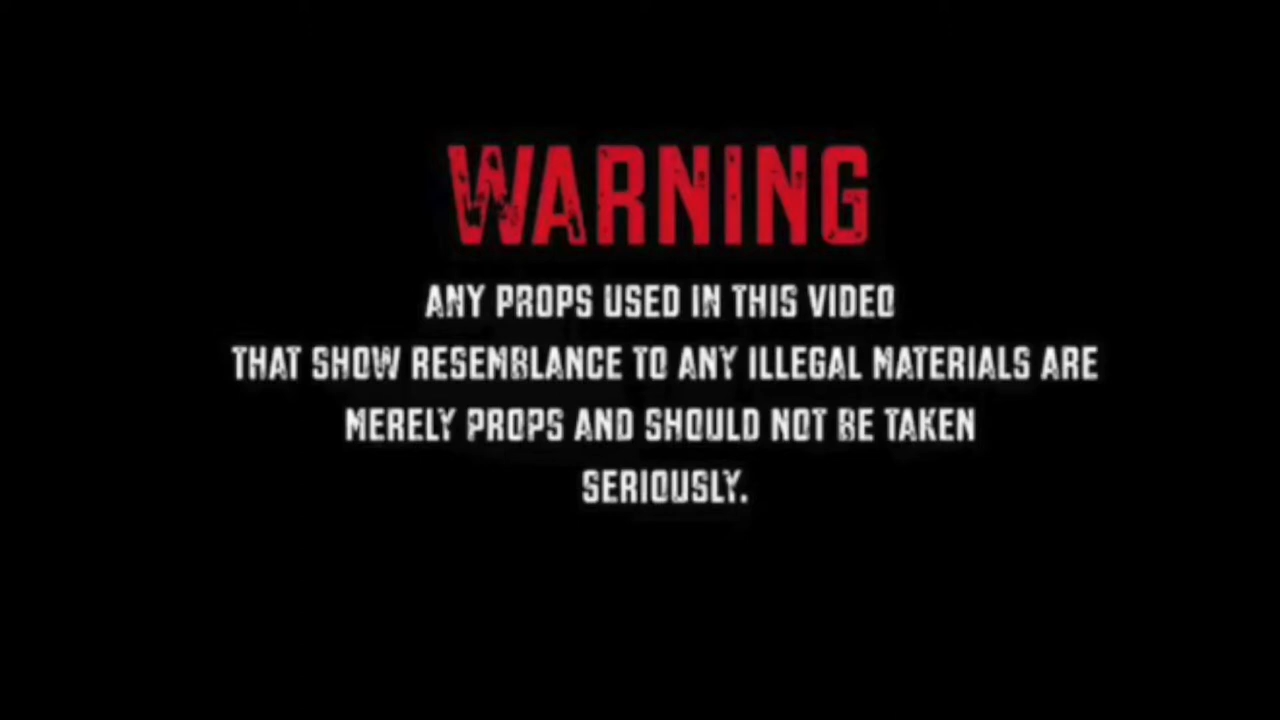 WARNING
ANY PROPS USED IN THIS VIDEO
THAT SHOW RESEMBLANCE TO ANY ILLEGAL MATERIALS ARE
MERELY PROPS AND SHOULD NOT BE TAKEN
SERIOUSLY.